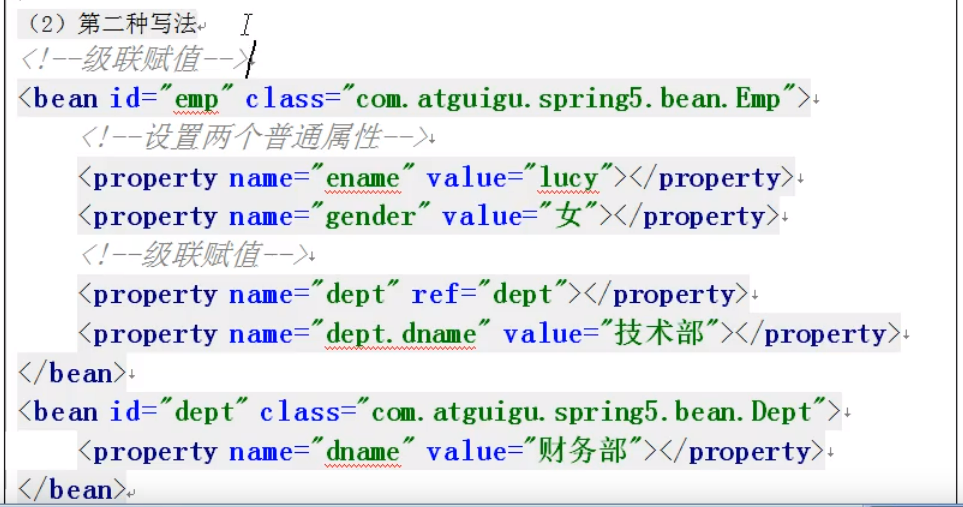 （2）第二种写法
<!--级联赋值-->
<bean id="emp" class="com.atguigu.spring5.bean.Emp">
<!--设置两个普通属性-->
<property name="ename" value="lucy"></property>
<property name="gender" value="女"></property>
<!--级联赋值-->
<property name="dept" ref="dept"></property>
<property name="dept.dname" value="技术部"></property>
</bean>
<bean id="dept" class="com.atguigu.spring5.bean.Dept">
<property name="dname" value="财务部"></property>
</bean>